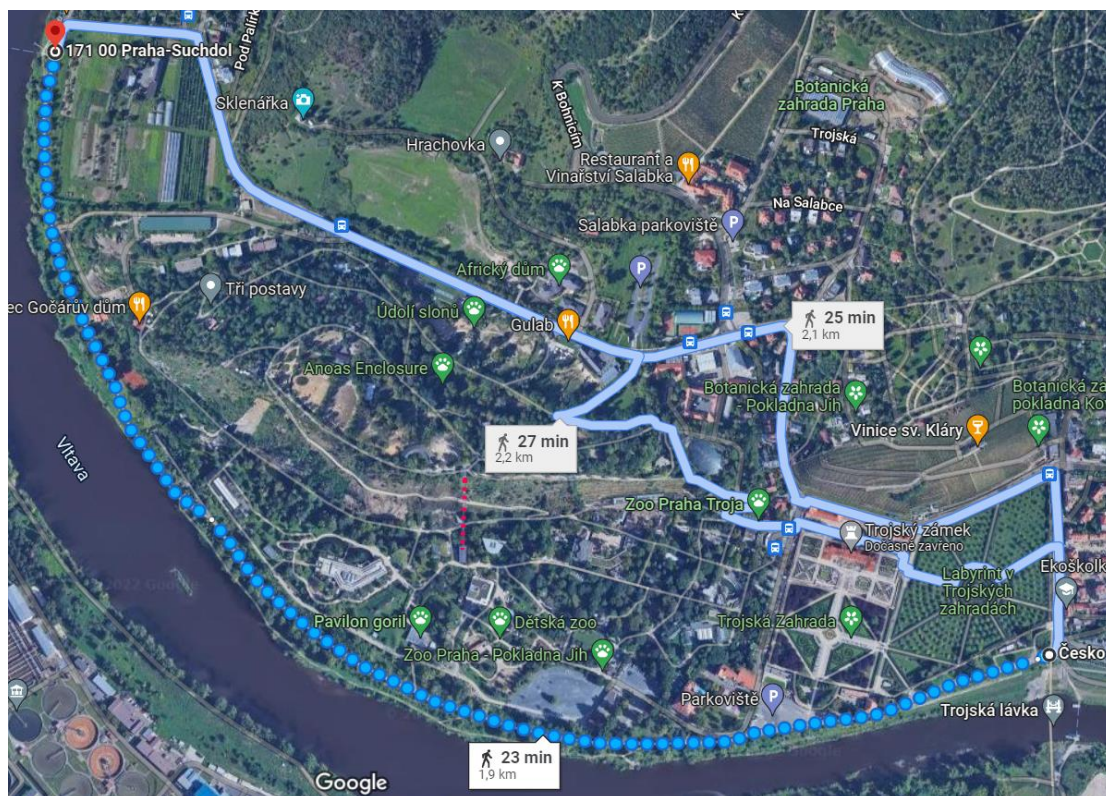 171 00 Praha-Suchdol
Pod Palírk
Sklenářka
Hrachovka
K Bohnicím
K
Botanická
zahrada Praha
Trojská
Restaurant a
Vinařství Salabka
Na Salabce
Salabka parkoviště
P
P
Africký dům
Tři postavy
ec Gočárův dům
Údolí slonů
Gulab
25 min
2,1 km
Anoas Enclosure
Botanická zahrada
- Pokladna Jih
Botanická za
pokladna Kov
Vinice sv. Kláry
27 min
2,2 km
Vltava
Zoo Praha Troja
Trojský zámek
Dočasně zavřeno
Labyrint v
Trojských
zahradách
Ekoškolk
Pavilon goril
Dětská zoo
Trojská Zahrada
Zoo Praha - Pokladna Jih
Česko
Parkoviště
P
Trojská lávka
23 min
1,9 km
Google